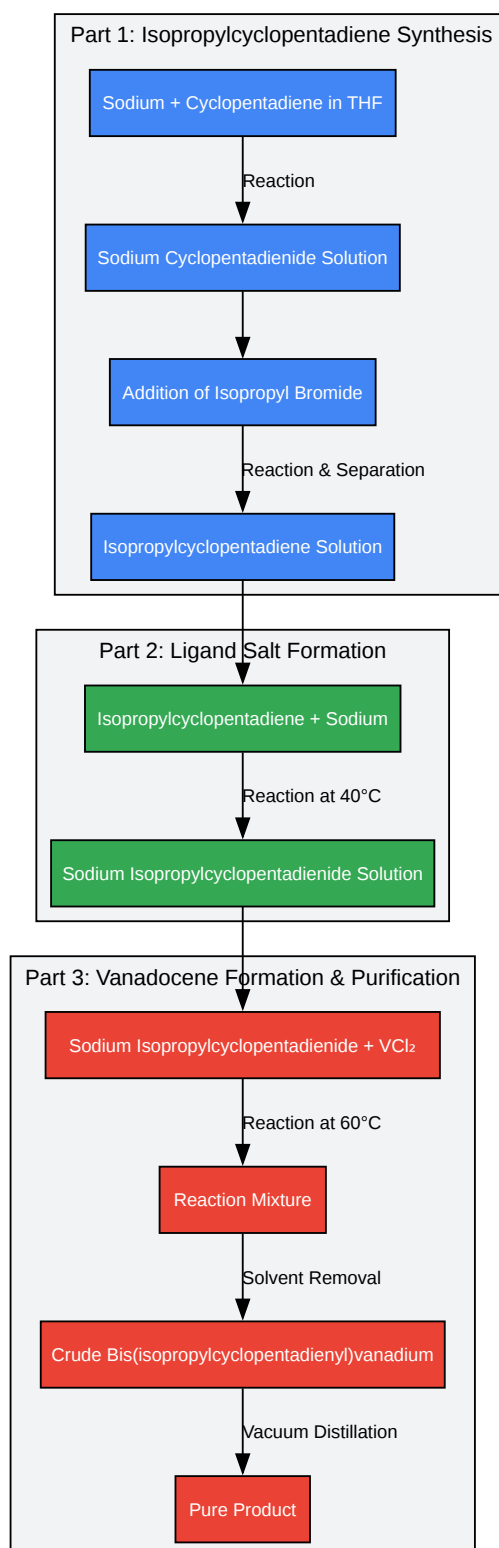 Part 1: Isopropylcyclopentadiene Synthesis
Sodium + Cyclopentadiene in THF
Reaction
Sodium Cyclopentadienide Solution
Addition of Isopropyl Bromide
Reaction & Separation
Isopropylcyclopentadiene Solution
Part 2: Ligand Salt Formation
Isopropylcyclopentadiene + Sodium
Reaction at 40°C
Sodium Isopropylcyclopentadienide Solution
Part 3: Vanadocene Formation & Purification
Sodium Isopropylcyclopentadienide + VCl₂
Reaction at 60°C
Reaction Mixture
Solvent Removal
Crude Bis(isopropylcyclopentadienyl)vanadium
Vacuum Distillation
Pure Product